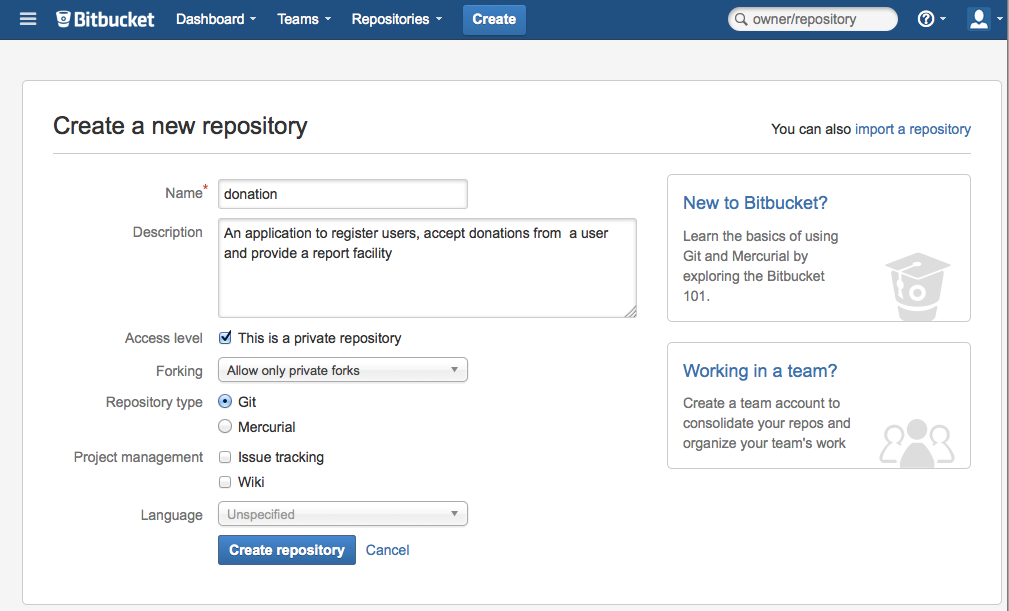 Bitbucket Dashboard Teams Repositories Create owner/repository
Create a new repository
You can also import a repository
Name*
donation
Description
An application to register users, accept donations from  a user
and provide a report facility
Access level
This is a private repository
Forking
Allow only private forks
Repository type
Git
Mercurial
Project management
Issue tracking
Wiki
Language
Unspecified
Create repository Cancel
New to Bitbucket?
Learn the basics of using
Git and Mercurial by
exploring the Bitbucket
101.
Working in a team?
Create a team account to
consolidate your repos and
organize your team's work